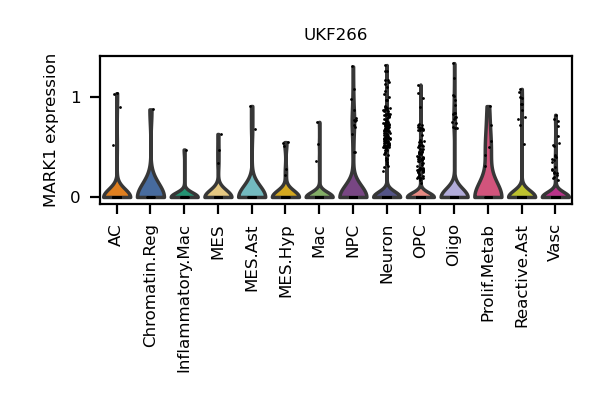 UKF266
MARK1 expression
1
0
AC
Chromatin.Reg
Inflammatory.Mac
MES
MES.Ast
MES.Hyp
Mac
NPC
Neuron
OPC
Oligo
Prolif.Metab
Reactive.Ast
Vasc